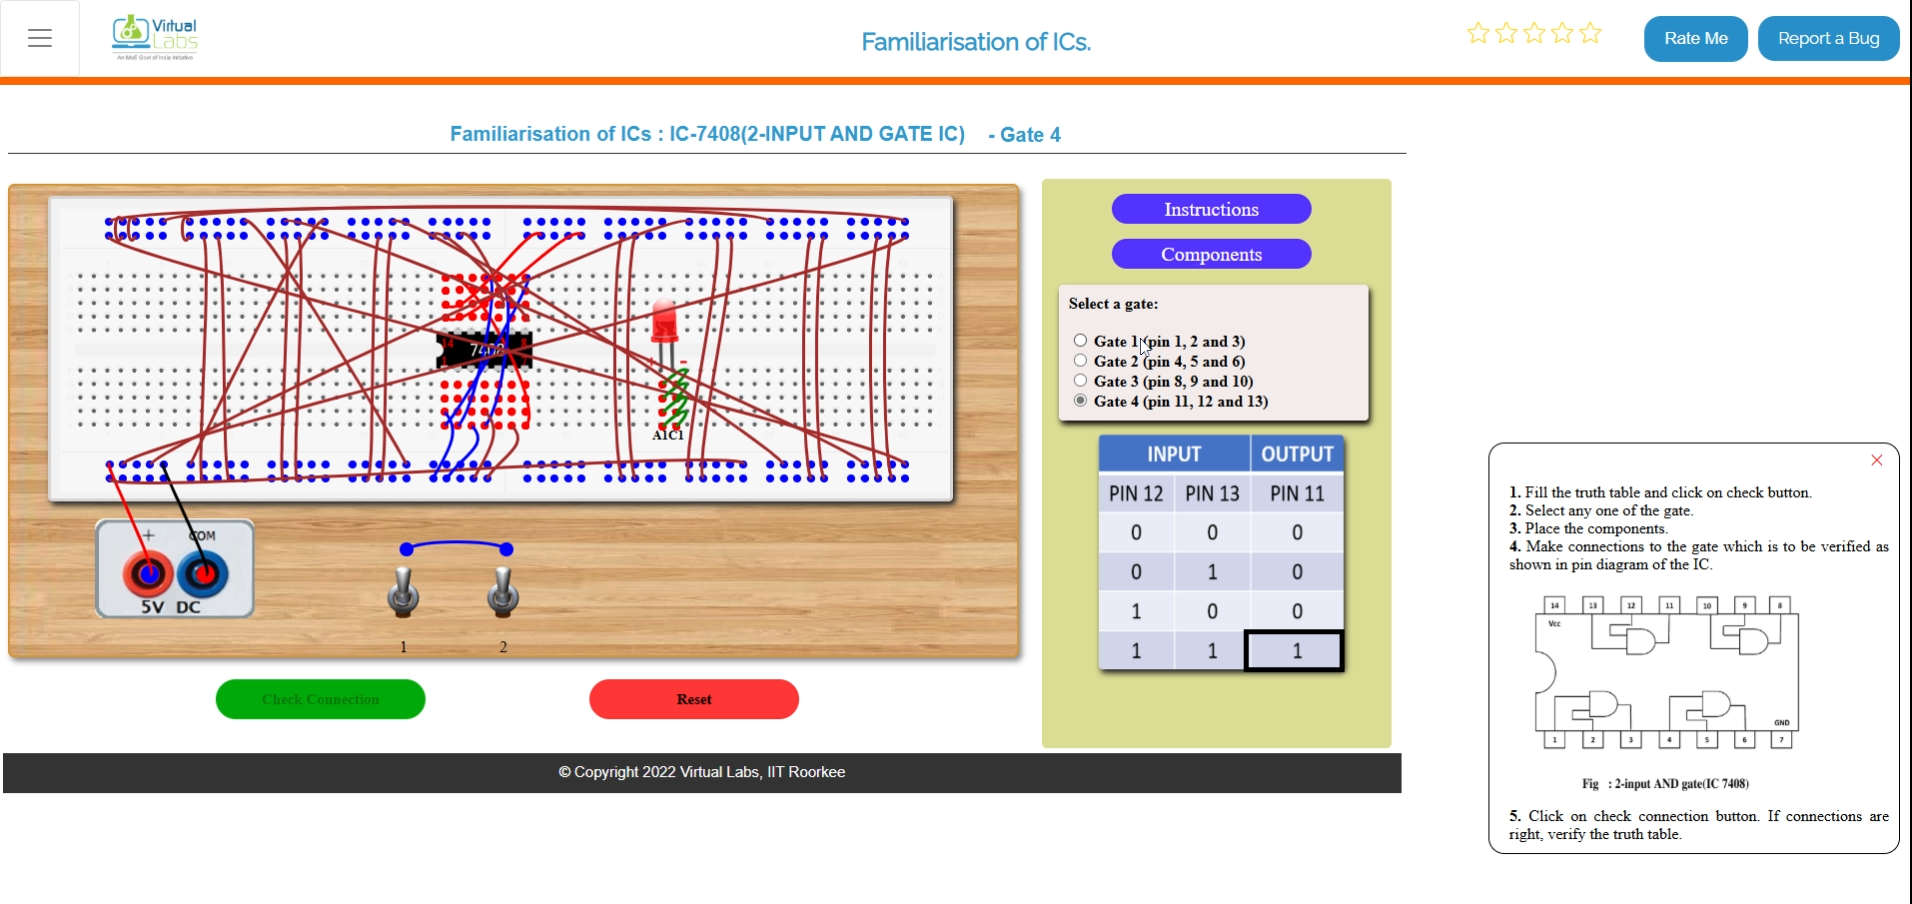 Virtual
Labs
An MoE Govt of India Initiative
Familiarisation of ICs.
Rate Me
Report a Bug
Familiarisation of ICs : IC-7408(2-INPUT AND GATE IC) - Gate 4
Instructions
Components
Select a gate:
Gate 1 (pin 1, 2 and 3)
Gate 2 (pin 4, 5 and 6)
Gate 3 (pin 8, 9 and 10)
Gate 4 (pin 11, 12 and 13)
14 8
7408
+ -
A1C1
INPUT OUTPUT
PIN 12 PIN 13 PIN 11
0 0 0
0 1 0
1 0 0
1 1 1
+ COM
5V DC
1 2
Check Connection
Reset
© Copyright 2022 Virtual Labs, IIT Roorkee
1. Fill the truth table and click on check button.
2. Select any one of the gate.
3. Place the components.
4. Make connections to the gate which is to be verified as
shown in pin diagram of the IC.
14 13 12 11 10 9 8
Vcc
GND
1 2 3 4 5 6 7
Fig : 2-input AND gate(IC 7408)
5. Click on check connection button. If connections are
right, verify the truth table.